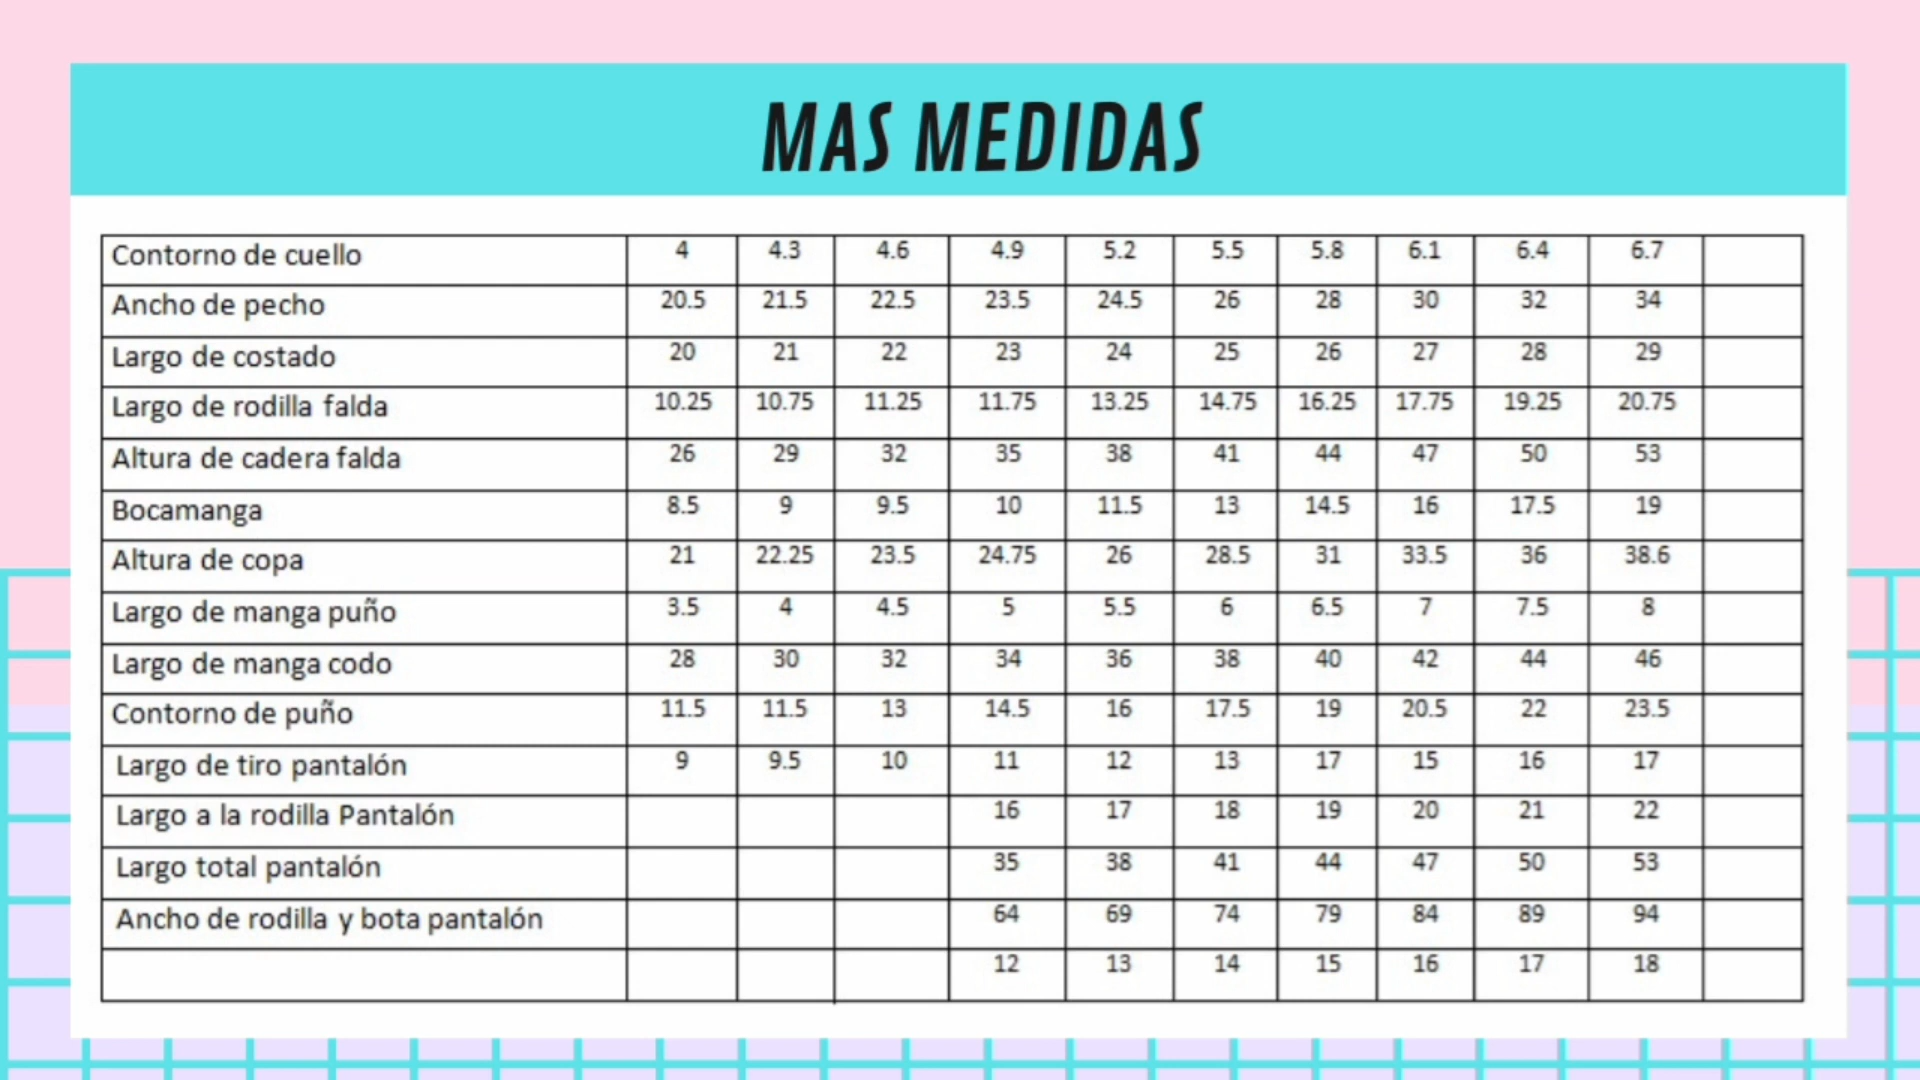 MAS MEDIDAS
Contorno de cuello 4 4.3 4.6 4.9 5.2 5.5 5.8 6.1 6.4 6.7
Ancho de pecho 20.5 21.5 22.5 23.5 24.5 26 28 30 32 34
Largo de costado 20 21 22 23 24 25 26 27 28 29
Largo de rodilla falda 10.25 10.75 11.25 11.75 13.25 14.75 16.25 17.75 19.25 20.75
Altura de cadera falda 26 29 32 35 38 41 44 47 50 53
Bocamanga 8.5 9 9.5 10 11.5 13 14.5 16 17.5 19
Altura de copa 21 22.25 23.5 24.75 26 28.5 31 33.5 36 38.6
Largo de manga puño 3.5 4 4.5 5 5.5 6 6.5 7 7.5 8
Largo de manga codo 28 30 32 34 36 38 40 42 44 46
Contorno de puño 11.5 11.5 13 14.5 16 17.5 19 20.5 22 23.5
Largo de tiro pantalón 9 9.5 10 11 12 13 17 15 16 17
Largo a la rodilla Pantalón 16 17 18 19 20 21 22
Largo total pantalón 35 38 41 44 47 50 53
Ancho de rodilla y bota pantalón 64 69 74 79 84 89 94
12 13 14 15 16 17 18